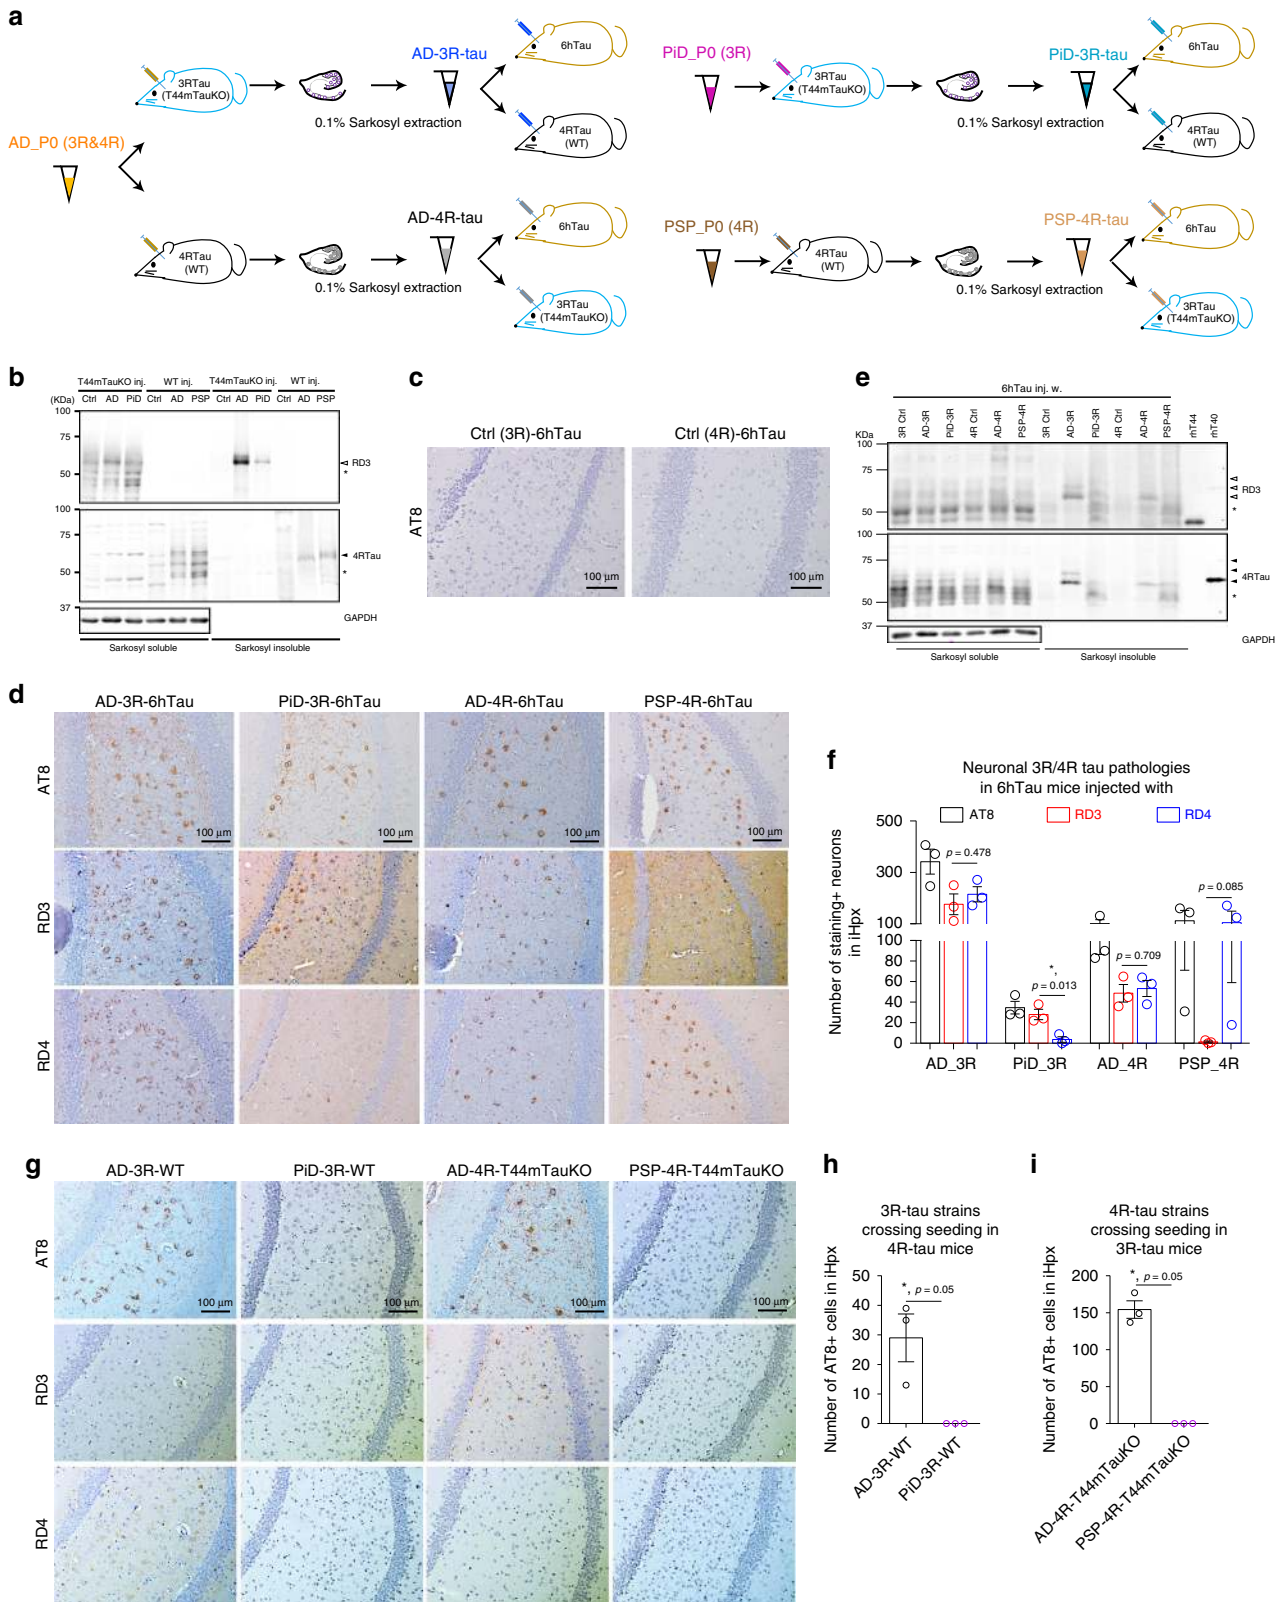 a
AD_P0 (3R&4R)
3RTau
(T44mTauKO)
0.1% Sarkosyl extraction
AD-3R-tau
6hTau
4RTau
(WT)
4RTau
(WT)
0.1% Sarkosyl extraction
AD-4R-tau
6hTau
3RTau
(T44mTauKO)
PiD_P0 (3R)
3RTau
(T44mTauKO)
0.1% Sarkosyl extraction
PiD-3R-tau
6hTau
4RTau
(WT)
PSP_P0 (4R)
4RTau
(WT)
0.1% Sarkosyl extraction
PSP-4R-tau
6hTau
3RTau
(T44mTauKO)
b
T44mTauKO inj. WT inj. T44mTauKO inj. WT inj.
(KDa) Ctrl AD PiD Ctrl AD PSP Ctrl AD PiD Ctrl AD PSP
100
75
50
RD3
*
100
75
50
4RTau
*
37
GAPDH
Sarkosyl soluble Sarkosyl insoluble
c
Ctrl (3R)-6hTau Ctrl (4R)-6hTau
AT8
100 µm 100 µm
e
6hTau inj. w.
KDa 3R Ctrl AD-3R PiD-3R 4R Ctrl AD-4R PSP-4R 3R Ctrl AD-3R PiD-3R 4R Ctrl AD-4R PSP-4R rhT44 rhT40
100
75
50
RD3
*
100
75
50
4RTau
*
37
GAPDH
Sarkosyl soluble Sarkosyl insoluble
d
AD-3R-6hTau PiD-3R-6hTau AD-4R-6hTau PSP-4R-6hTau
AT8
100 µm 100 µm 100 µm 100 µm
RD3
RD4
f
Neuronal 3R/4R tau pathologies
in 6hTau mice injected with
AT8 RD3 RD4
Number of staining+ neurons
in iHpx
500
300
100
100
80
60
40
20
0
p = 0.478
*,
p = 0.013
p = 0.709
p = 0.085
AD_3R PiD_3R AD_4R PSP_4R
g
AD-3R-WT PiD-3R-WT AD-4R-T44mTauKO PSP-4R-T44mTauKO
AT8
100 µm 100 µm 100 µm 100 µm
RD3
RD4
h
3R-tau strains
crossing seeding in
4R-tau mice
Number of AT8+ cells in iHpx
50
40
30
20
10
0
*, p = 0.05
AD-3R-WT
PiD-3R-WT
i
4R-tau strains
crossing seeding in
3R-tau mice
Number of AT8+ cells in iHpx
200
150
100
50
0
*, p = 0.05
AD-4R-T44mTauKO
PSP-4R-T44mTauKO